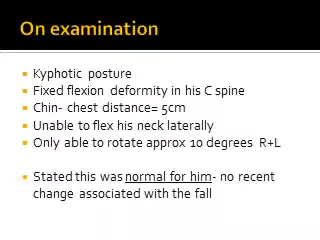 On examination
Kyphotic posture
Fixed flexion deformity in his C spine
Chin- chest distance= 5cm
Unable to flex his neck laterally
Only able to rotate approx 10 degrees R+L
Stated this was normal for him- no recent
change associated with the fall